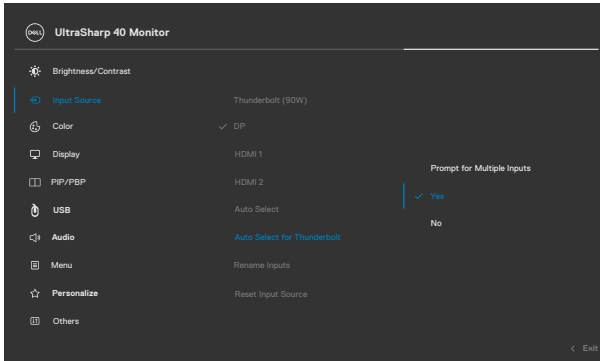 DELL UltraSharp 40 Monitor
Brightness/Contrast
Input Source
Thunderbolt (90W)
Color
DP
Display
HDMI 1
Prompt for Multiple Inputs
PIP/PBP
HDMI 2
Yes
USB
Auto Select
No
Audio
Auto Select for Thunderbolt
Menu
Rename Inputs
Personalize
Reset Input Source
Others
Exit